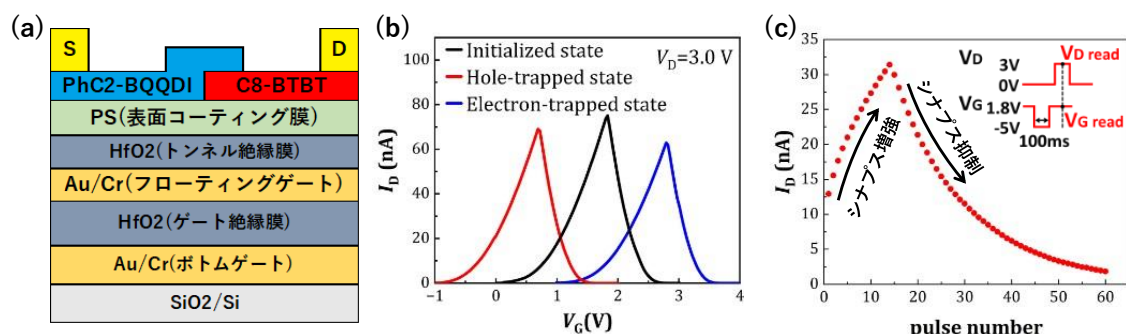 (a)
S
D
PhC2-BQQDI
C8-BTBT
PS(表面コーティング膜)
HfO2(トンネル絶縁膜)
Au/Cr(フローティングゲート)
HfO2(ゲート絶縁膜)
Au/Cr(ボトムゲート)
SiO2/Si
(b)
Initialized state
Hole-trapped state
Electron-trapped state
VD=3.0 V
100
80
60
40
20
0
ID (nA)
−1
0
1
2
3
4
VG(V)
(c)
35
30
25
20
15
10
5
0
ID (nA)
シナプス増強
シナプス抑制
VD
3V
0V
VD read
VG
1.8V
-5V
VG read
100ms
0
10
20
30
40
50
60
pulse number